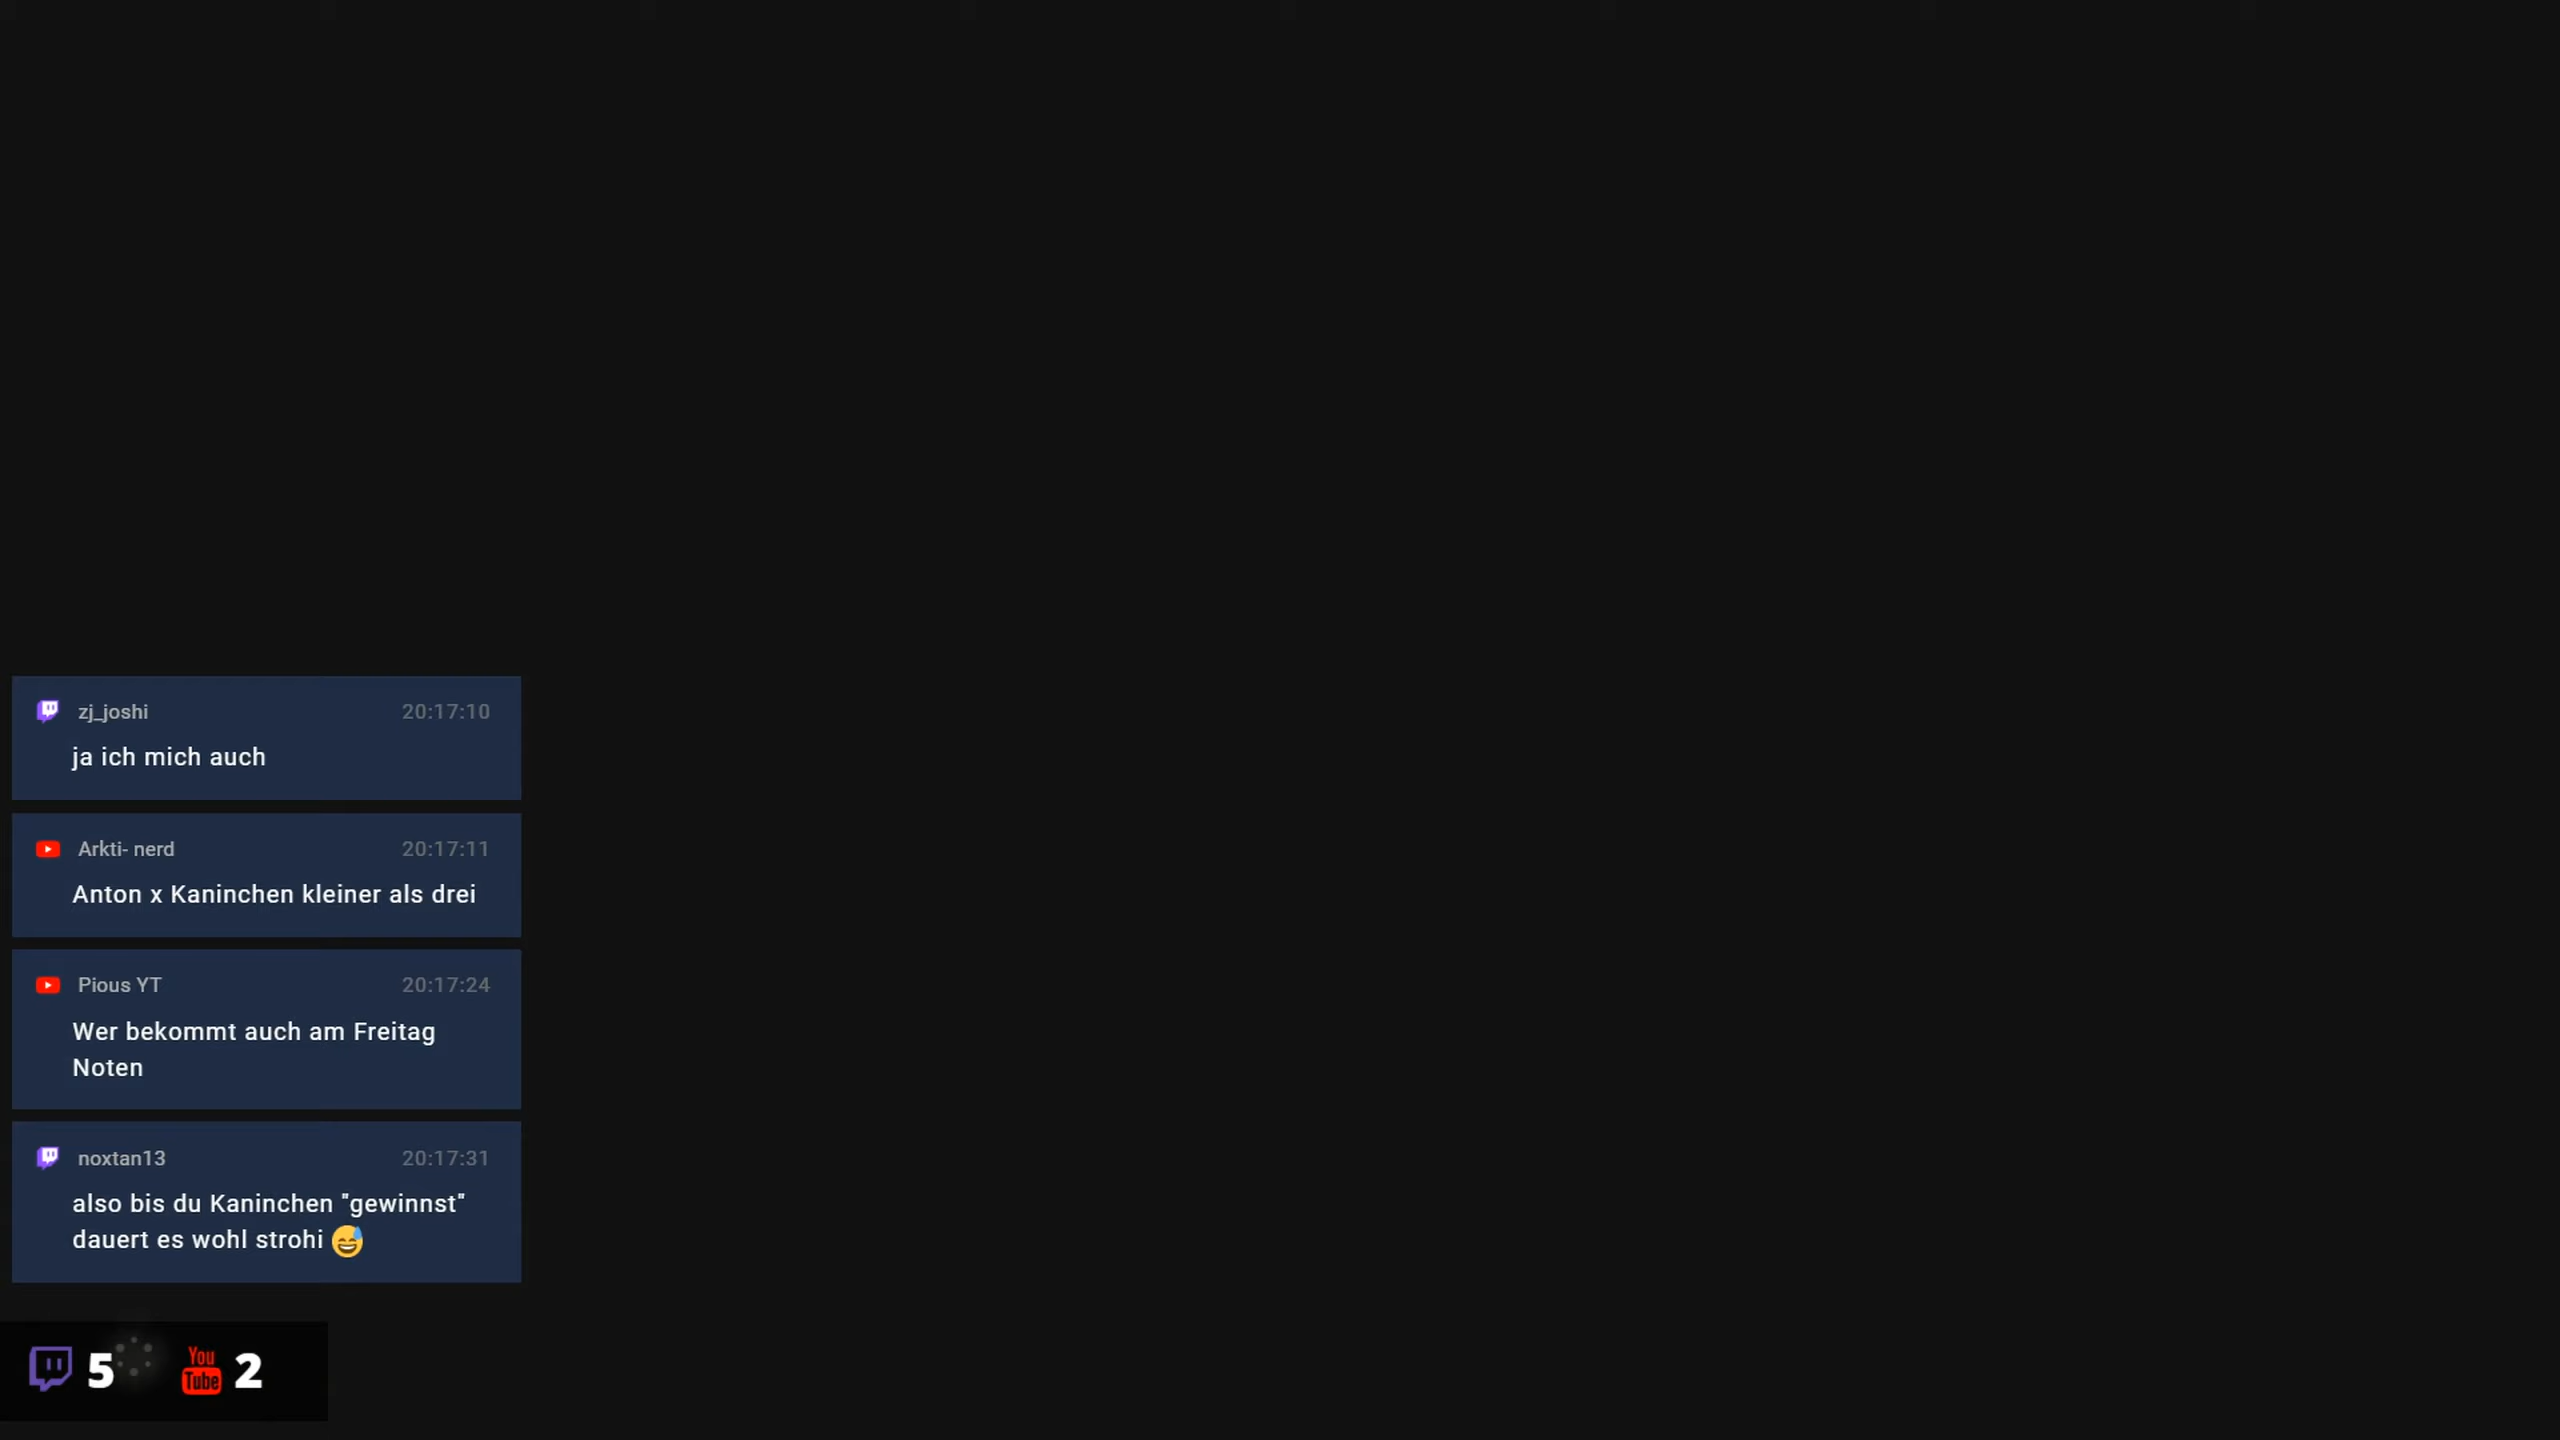 zj_joshi 20:17:10
ja ich mich auch
Arkti- nerd 20:17:11
Anton x Kaninchen kleiner als drei
Pious YT 20:17:24
Wer bekommt auch am Freitag
Noten
noxtan13 20:17:31
also bis du Kaninchen "gewinnst"
dauert es wohl strohi 😅
5 You Tube 2